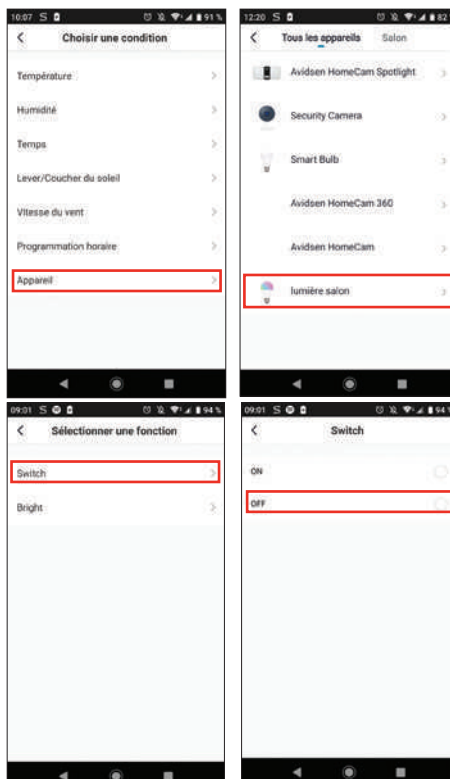 10:07 S 91 %
Choisir une condition
Température
Humidité
Temps
Lever/Coucher du soleil
Vitesse du vent
Programmation horaire
Appareil
12:20 S 82
Tous les appareils Salon
Avidsen HomeCam Spotlight
Security Camera
Smart Bulb
Avidsen HomeCam 360
Avidsen HomeCam
lumière salon
09:01 S 94 %
Sélectionner une fonction
Switch
Bright
09:01 S 94 %
Switch
ON
OFF